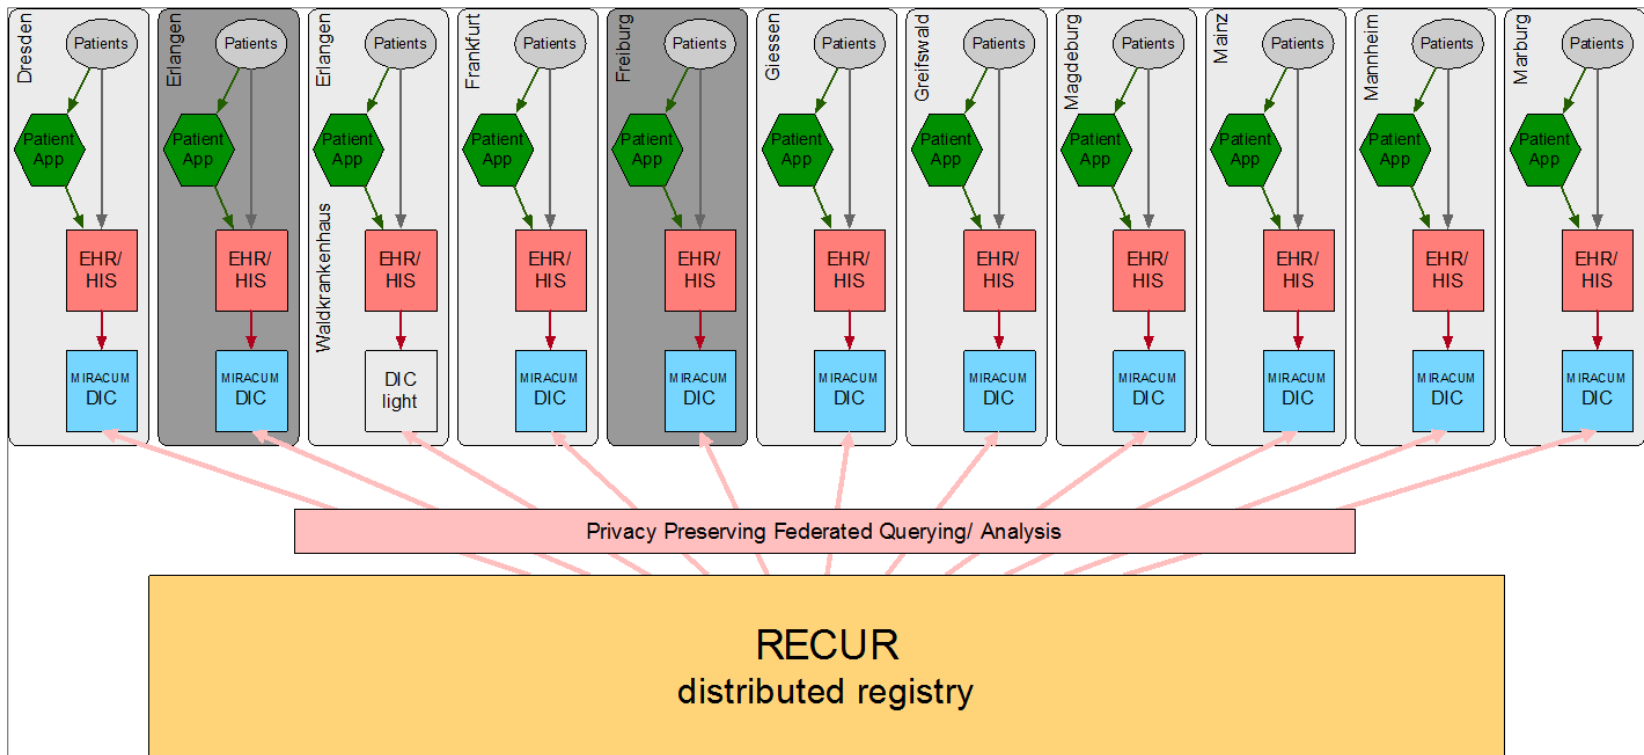 Dresden
Patients
Patient
App
EHR/
HIS
MIRACUM
DIC
Erlangen
Patients
Patient
App
EHR/
HIS
MIRACUM
DIC
Erlangen
Waldkrankenhaus
Patients
Patient
App
EHR/
HIS
DIC
light
Frankfurt
Patients
Patient
App
EHR/
HIS
MIRACUM
DIC
Freiburg
Patients
Patient
App
EHR/
HIS
MIRACUM
DIC
Giessen
Patients
Patient
App
EHR/
HIS
MIRACUM
DIC
Greifswald
Patients
Patient
App
EHR/
HIS
MIRACUM
DIC
Magdeburg
Patients
Patient
App
EHR/
HIS
MIRACUM
DIC
Mainz
Patients
Patient
App
EHR/
HIS
MIRACUM
DIC
Mannheim
Patients
Patient
App
EHR/
HIS
MIRACUM
DIC
Marburg
Patients
Patient
App
EHR/
HIS
MIRACUM
DIC
Privacy Preserving Federated Querying/ Analysis
RECUR
distributed registry